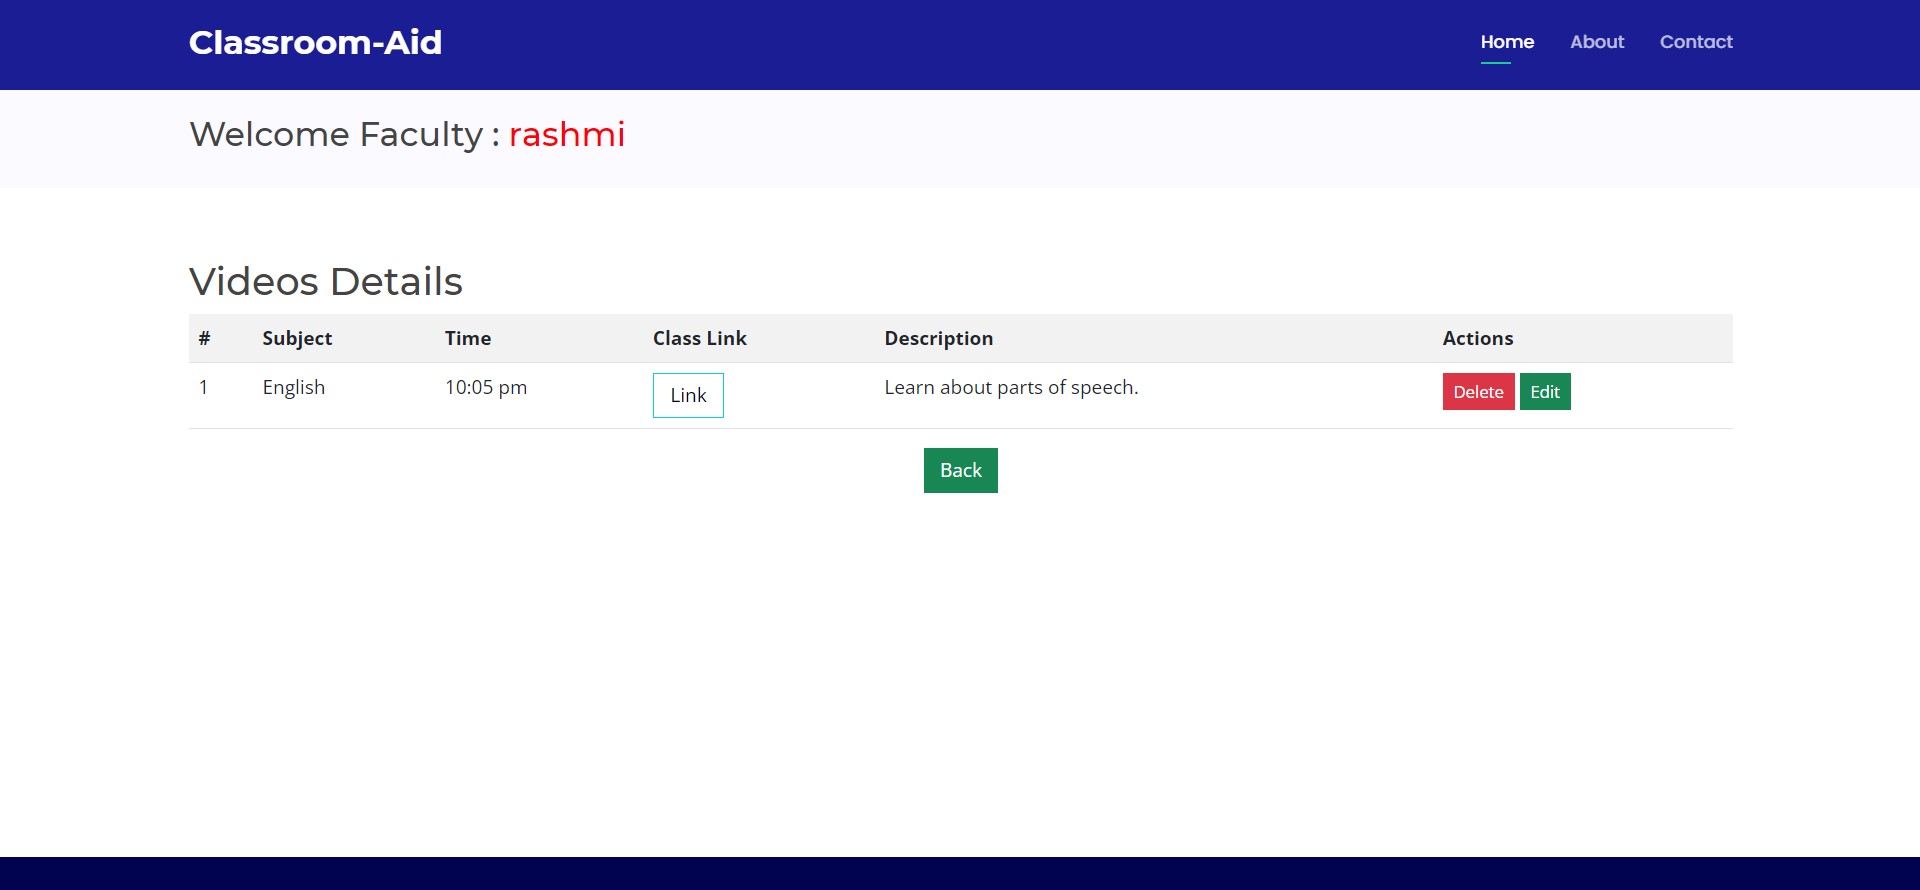 Classroom-Aid Home About Contact
Welcome Faculty : rashmi
Videos Details
# Subject Time Class Link Description Actions
1 English 10:05 pm Link Learn about parts of speech. Delete Edit
Back